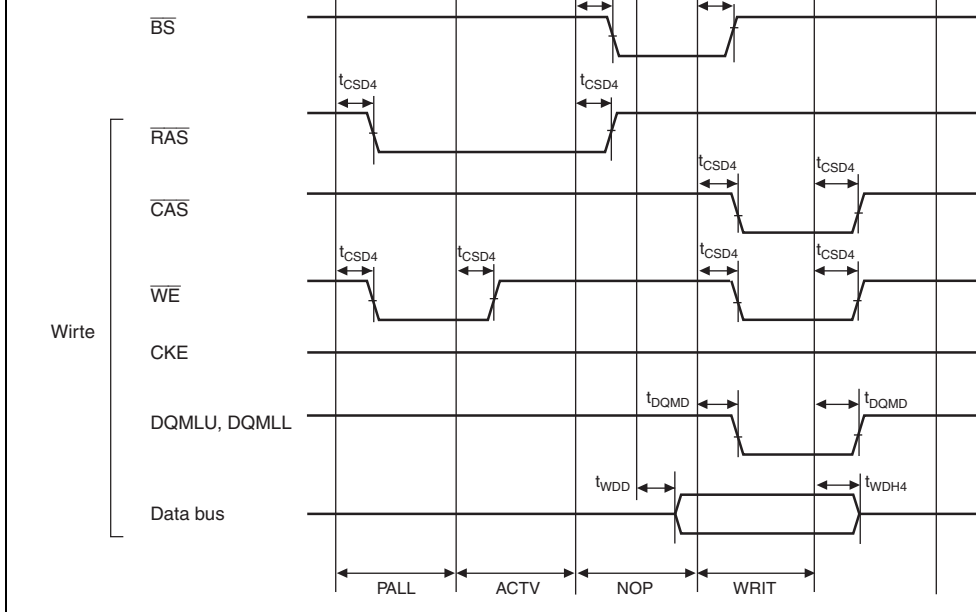 BS
tCSD4 tCSD4
RAS
tCSD4 tCSD4
CAS
tCSD4 tCSD4 tCSD4 tCSD4
WE
Wirte
CKE
tDQMD tDQMD
DQMLU, DQMLL
tWDD tWDH4
Data bus
PALL ACTV NOP WRIT